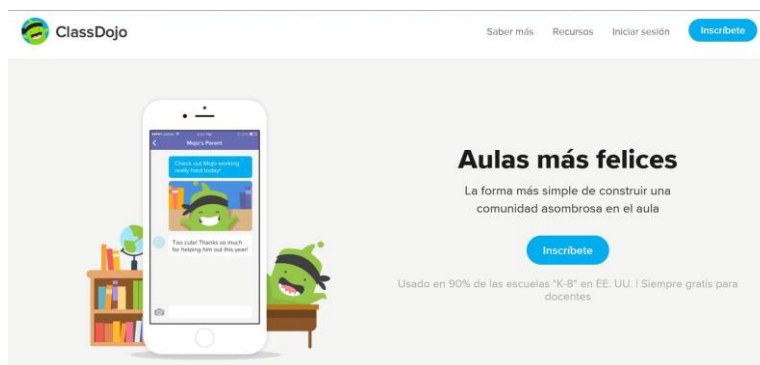 ClassDojo
Saber más
Recursos
Iniciar sesión
Inscríbete
Mojo's Parent
Check out Mojo working
really hard today!
Too cute! Thanks so much
for helping him out this year!
Aulas más felices
La forma más simple de construir una
comunidad asombrosa en el aula
Inscríbete
Usado en 90% de las escuelas "K-8" en EE. UU. | Siempre gratis para
docentes